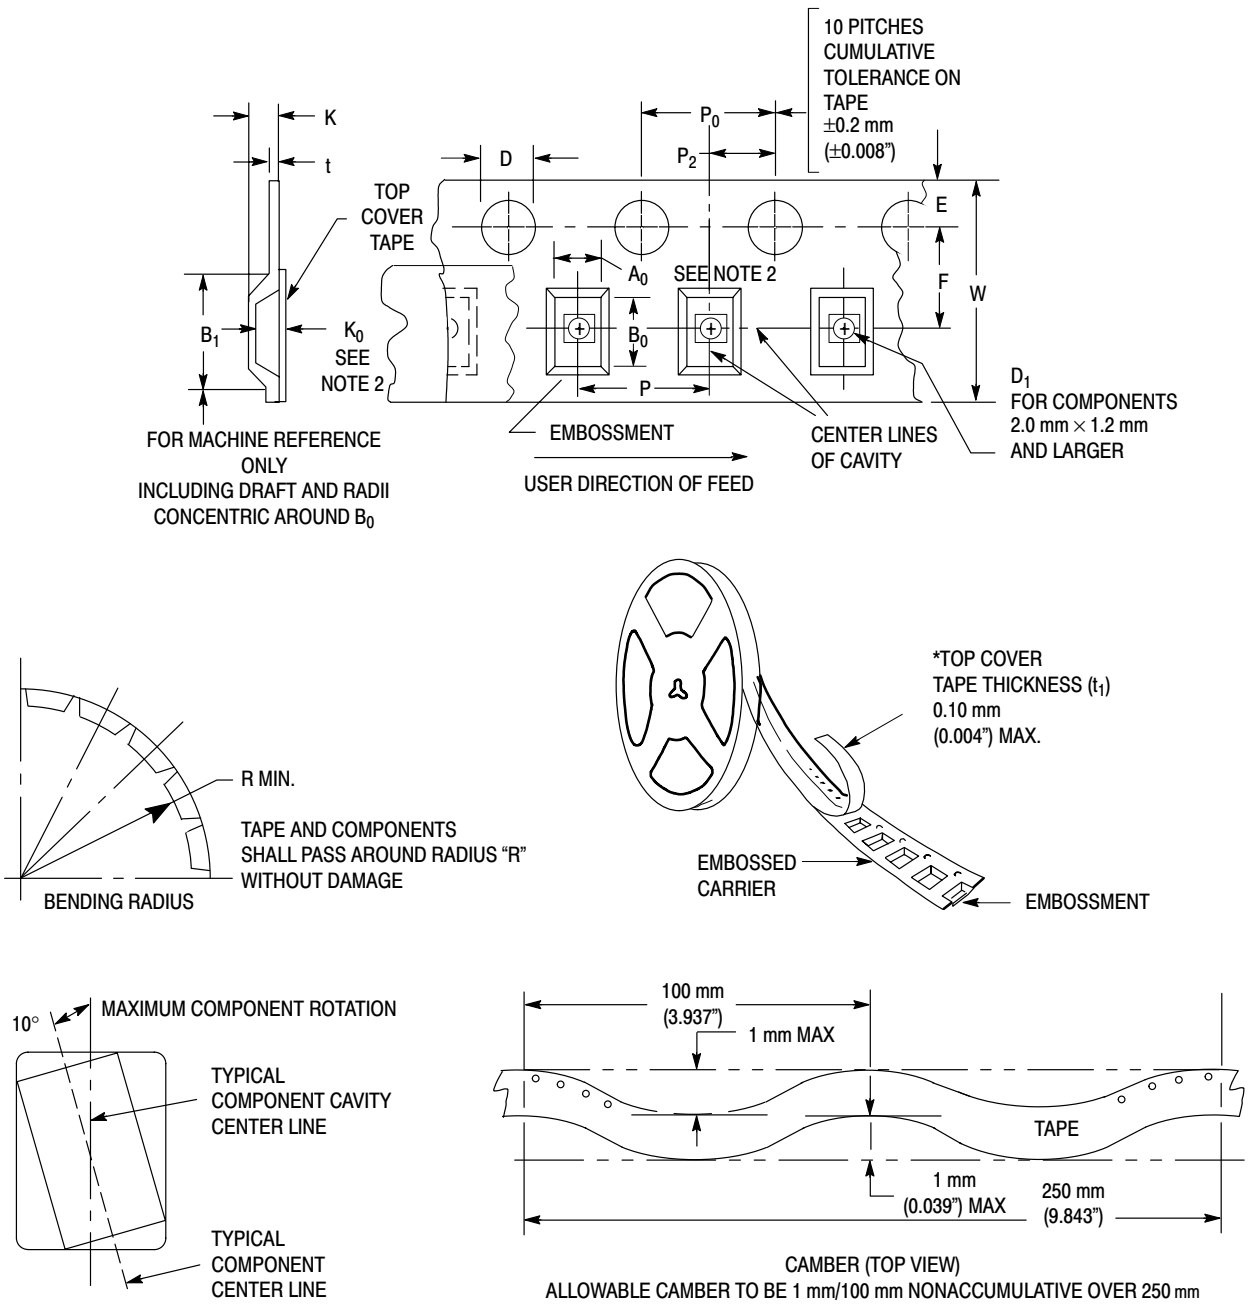 10 PITCHES
CUMULATIVE
TOLERANCE ON
TAPE
±0.2 mm
(±0.008”)
K
t
P0
P2
D
E
TOP
COVER
TAPE
A0
SEE NOTE 2
F
W
B1
K0
SEE
NOTE 2
B0
P
D1
FOR COMPONENTS
2.0 mm × 1.2 mm
AND LARGER
EMBOSSMENT
CENTER LINES
OF CAVITY
FOR MACHINE REFERENCE
ONLY
INCLUDING DRAFT AND RADII
CONCENTRIC AROUND B0
USER DIRECTION OF FEED
*TOP COVER
TAPE THICKNESS (t1)
0.10 mm
(0.004”) MAX.
R MIN.
TAPE AND COMPONENTS
SHALL PASS AROUND RADIUS “R”
WITHOUT DAMAGE
BENDING RADIUS
EMBOSSED
CARRIER
EMBOSSMENT
10°
MAXIMUM COMPONENT ROTATION
TYPICAL
COMPONENT CAVITY
CENTER LINE
TYPICAL
COMPONENT
CENTER LINE
100 mm
(3.937”)
1 mm MAX
TAPE
1 mm
(0.039”) MAX
250 mm
(9.843”)
CAMBER (TOP VIEW)
ALLOWABLE CAMBER TO BE 1 mm/100 mm NONACCUMULATIVE OVER 250 mm